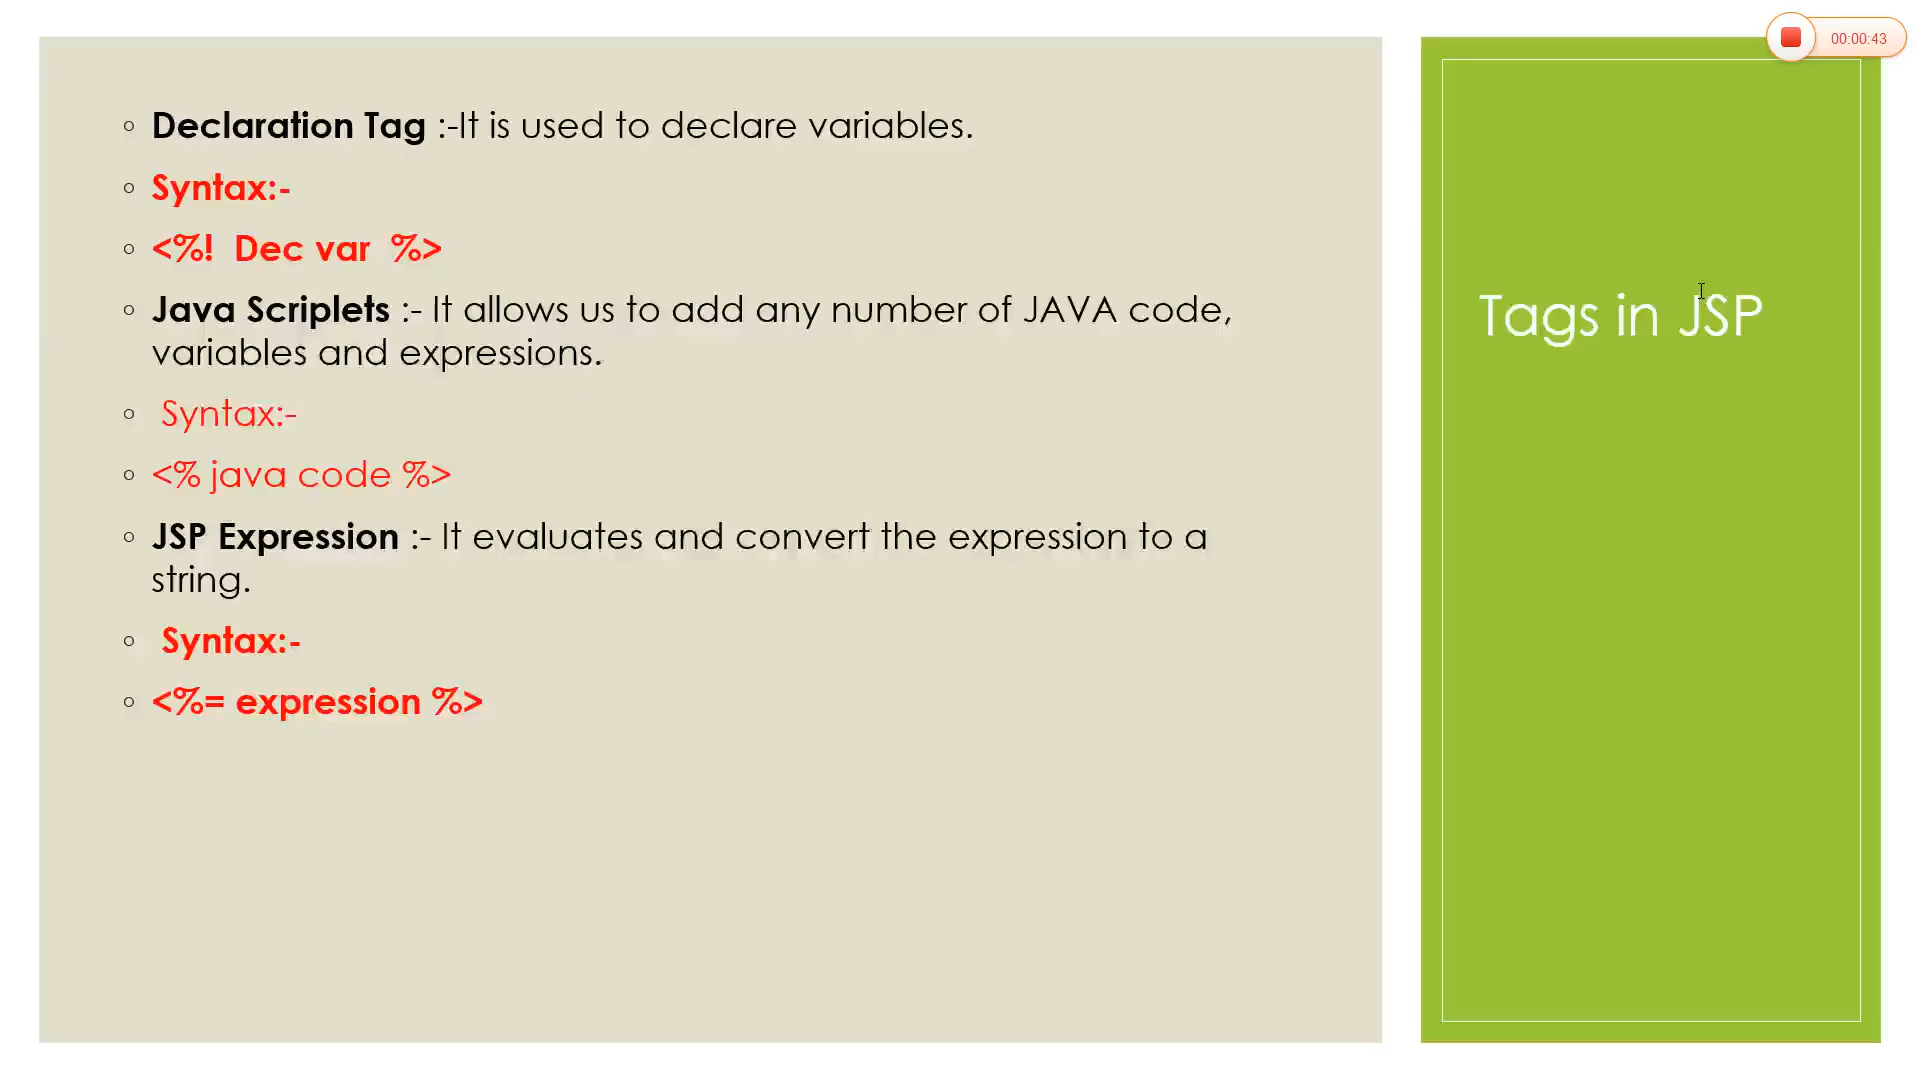 Declaration Tag :-It is used to declare variables.
Syntax:-
<%! Dec var %>
Java Scriplets :- It allows us to add any number of JAVA code,
variables and expressions.
Syntax:-
<% java code %>
JSP Expression :- It evaluates and convert the expression to a
string.
Syntax:-
<%= expression %>
Tags in JSP
00:00:43